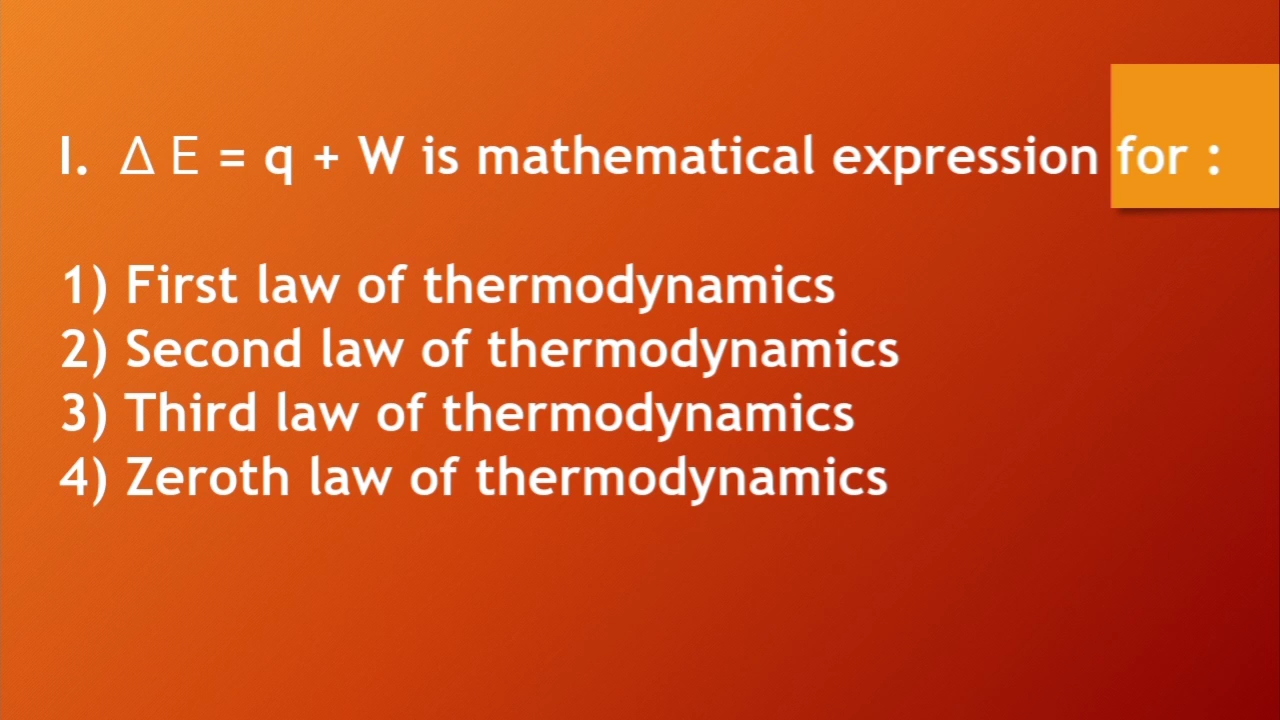 I. Δ E = q + W is mathematical expression for :
1) First law of thermodynamics
2) Second law of thermodynamics
3) Third law of thermodynamics
4) Zeroth law of thermodynamics